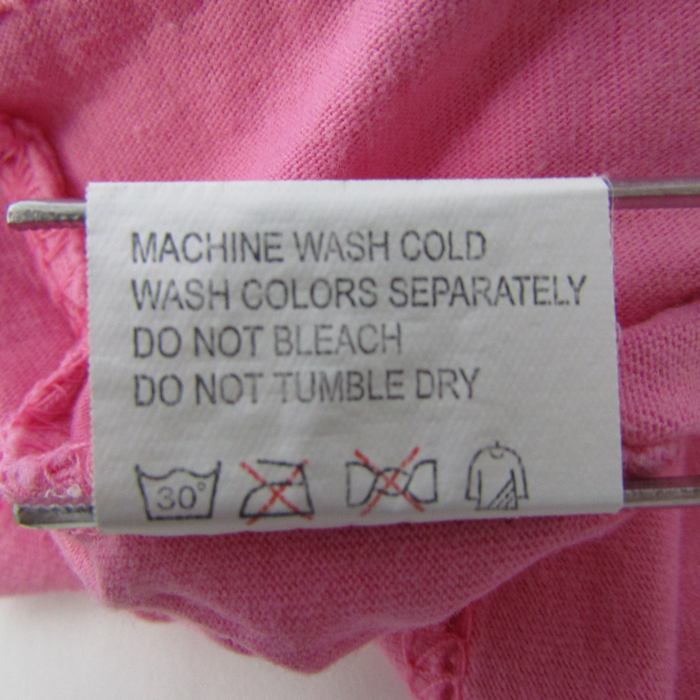 MACHINE WASH COLD
WASH COLORS SEPARATELY
DO NOT BLEACH
DO NOT TUMBLE DRY
30°